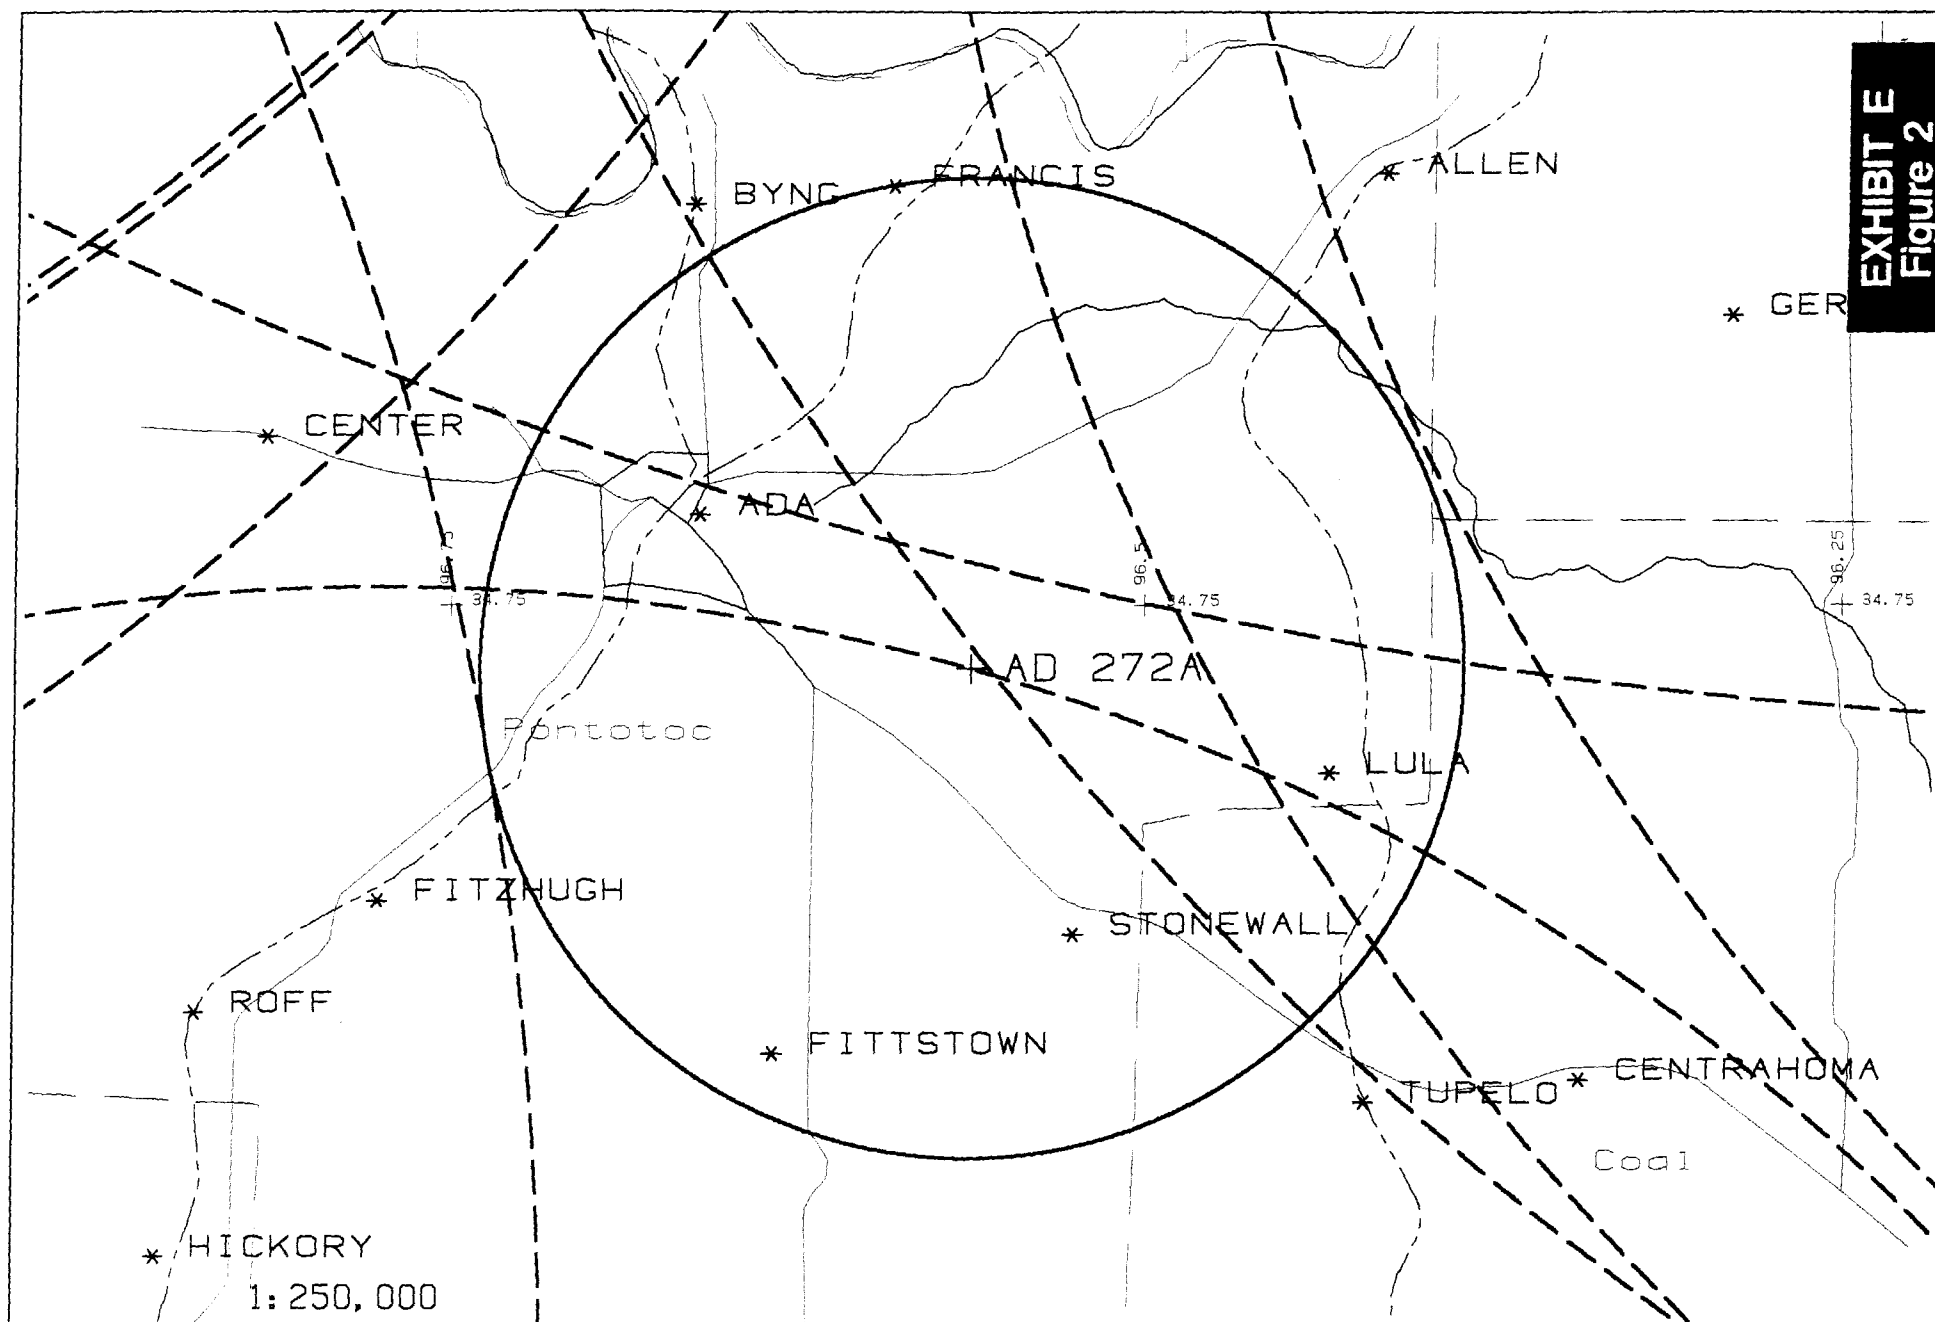 EXHIBIT E
Figure 2
FRANCIS
BYNG
ALLEN
GER
CENTER
ADA
96.75
34.75
96.5
34.75
96.25
34.75
AD 272A
Pontotoc
LULA
FITZHUGH
STONEWALL
ROFF
FITTSTOWN
CENTRAHOMA
TUPELO
Coal
HICKORY
1:250,000